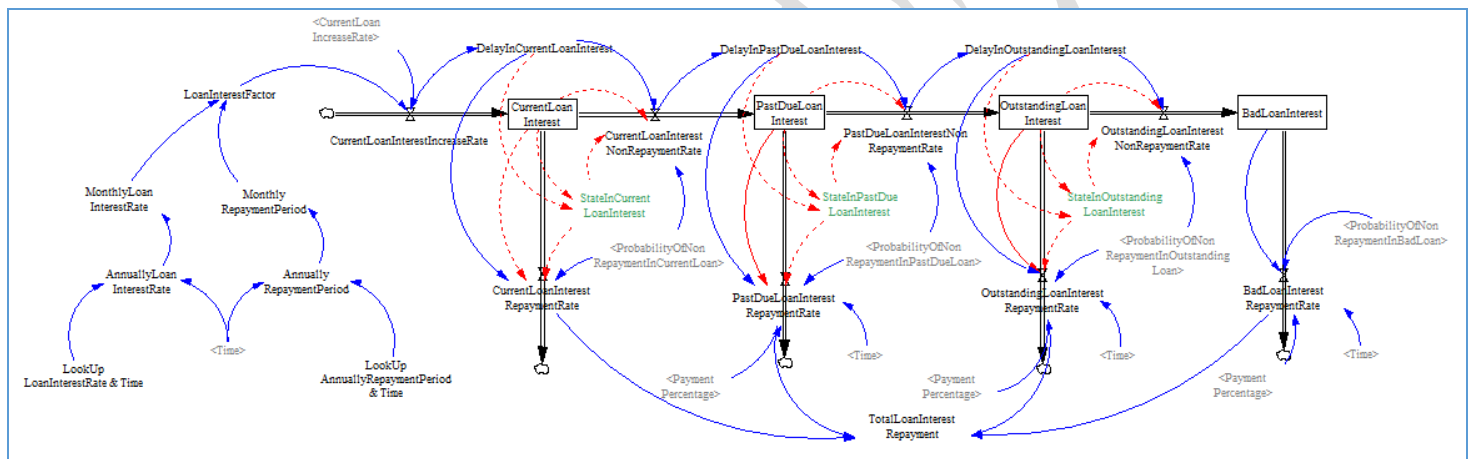 <CurrentLoan
IncreaseRate>
DelayInCurrentLoanInterest
DelayInPastDueLoanInterest
DelayInOutstandingLoanInterest
LoanInterestFactor
CurrentLoan
Interest
PastDueLoan
Interest
OutstandingLoan
Interest
BadLoanInterest
CurrentLoanInterestIncreaseRate
CurrentLoanInterest
NonRepaymentRate
PastDueLoanInterestNon
RepaymentRate
OutstandingLoanInterest
NonRepaymentRate
MonthlyLoan
InterestRate
Monthly
RepaymentPeriod
StateInCurrent
LoanInterest
StateInPastDue
LoanInterest
StateInOutstanding
LoanInterest
<ProbabilityOfNon
RepaymentInCurrentLoan>
<ProbabilityOfNon
RepaymentInPastDueLoan>
<ProbabilityOfNon
RepaymentInOutstanding
Loan>
<ProbabilityOfNon
RepaymentInBadLoan>
AnnuallyLoan
InterestRate
Annually
RepaymentPeriod
CurrentLoanInterest
RepaymentRate
PastDueLoanInterest
RepaymentRate
OutstandingLoanInterest
RepaymentRate
BadLoanInterest
RepaymentRate
<Time>
<Time>
<Time>
<Time>
LookUp
LoanInterestRate & Time
LookUp
AnnuallyRepaymentPeriod
& Time
<Payment
Percentage>
<Payment
Percentage>
<Payment
Percentage>
TotalLoanInterest
Repayment